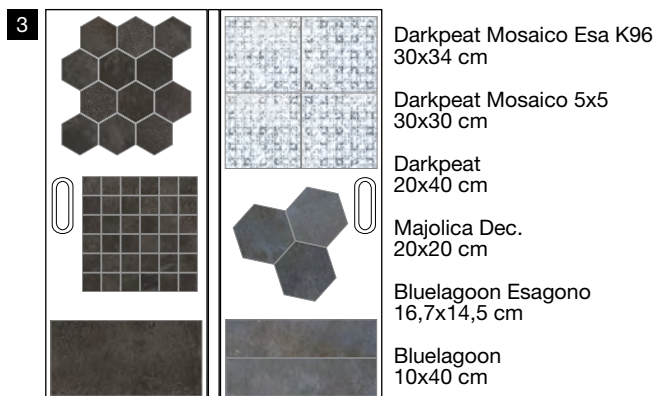 3
Darkpeat Mosaico Esa K96
30x34 cm
Darkpeat Mosaico 5x5
30x30 cm
Darkpeat
20x40 cm
Majolica Dec.
20x20 cm
Bluelagoon Esagono
16,7x14,5 cm
Bluelagoon
10x40 cm